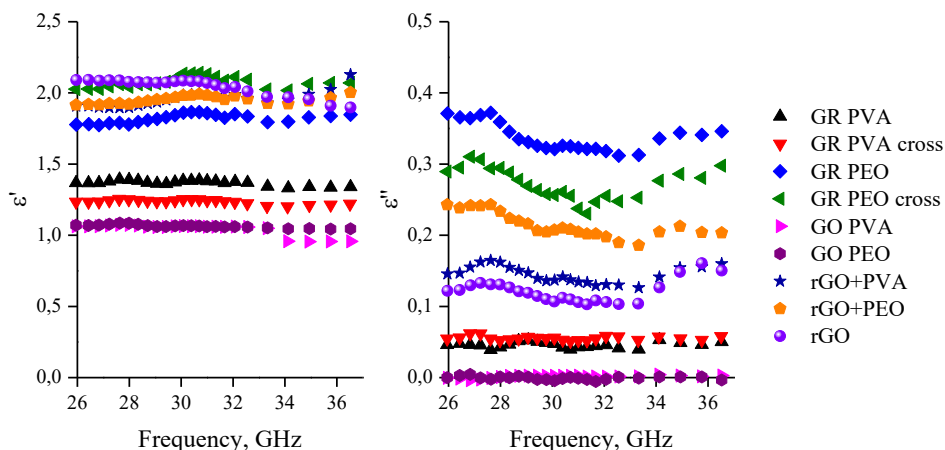 2,5
2,0
1,5
1,0
0,5
0,0
ε'
26 28 30 32 34 36
Frequency, GHz
0,5
0,4
0,3
0,2
0,1
0,0
ε''
26 28 30 32 34 36
Frequency, GHz
GR PVA
GR PVA cross
GR PEO
GR PEO cross
GO PVA
GO PEO
rGO+PVA
rGO+PEO
rGO